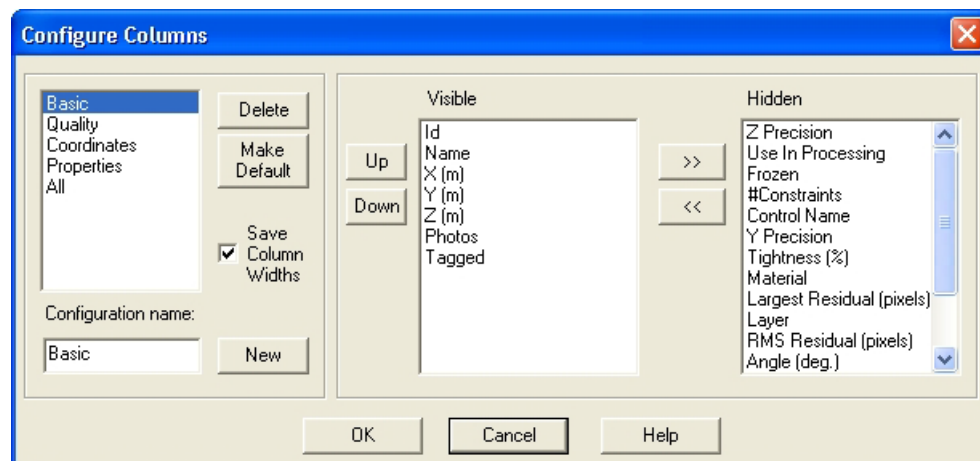 Configure Columns
Basic
Quality
Coordinates
Properties
All
Delete
Make
Default
Save
Column
Widths
Configuration name:
Basic
New
Visible
Id
Name
X (m)
Y (m)
Z (m)
Photos
Tagged
Up
Down
>>
<<
Hidden
Z Precision
Use In Processing
Frozen
#Constraints
Control Name
Y Precision
Tightness (%)
Material
Largest Residual (pixels)
Layer
RMS Residual (pixels)
Angle (deg.)
OK
Cancel
Help